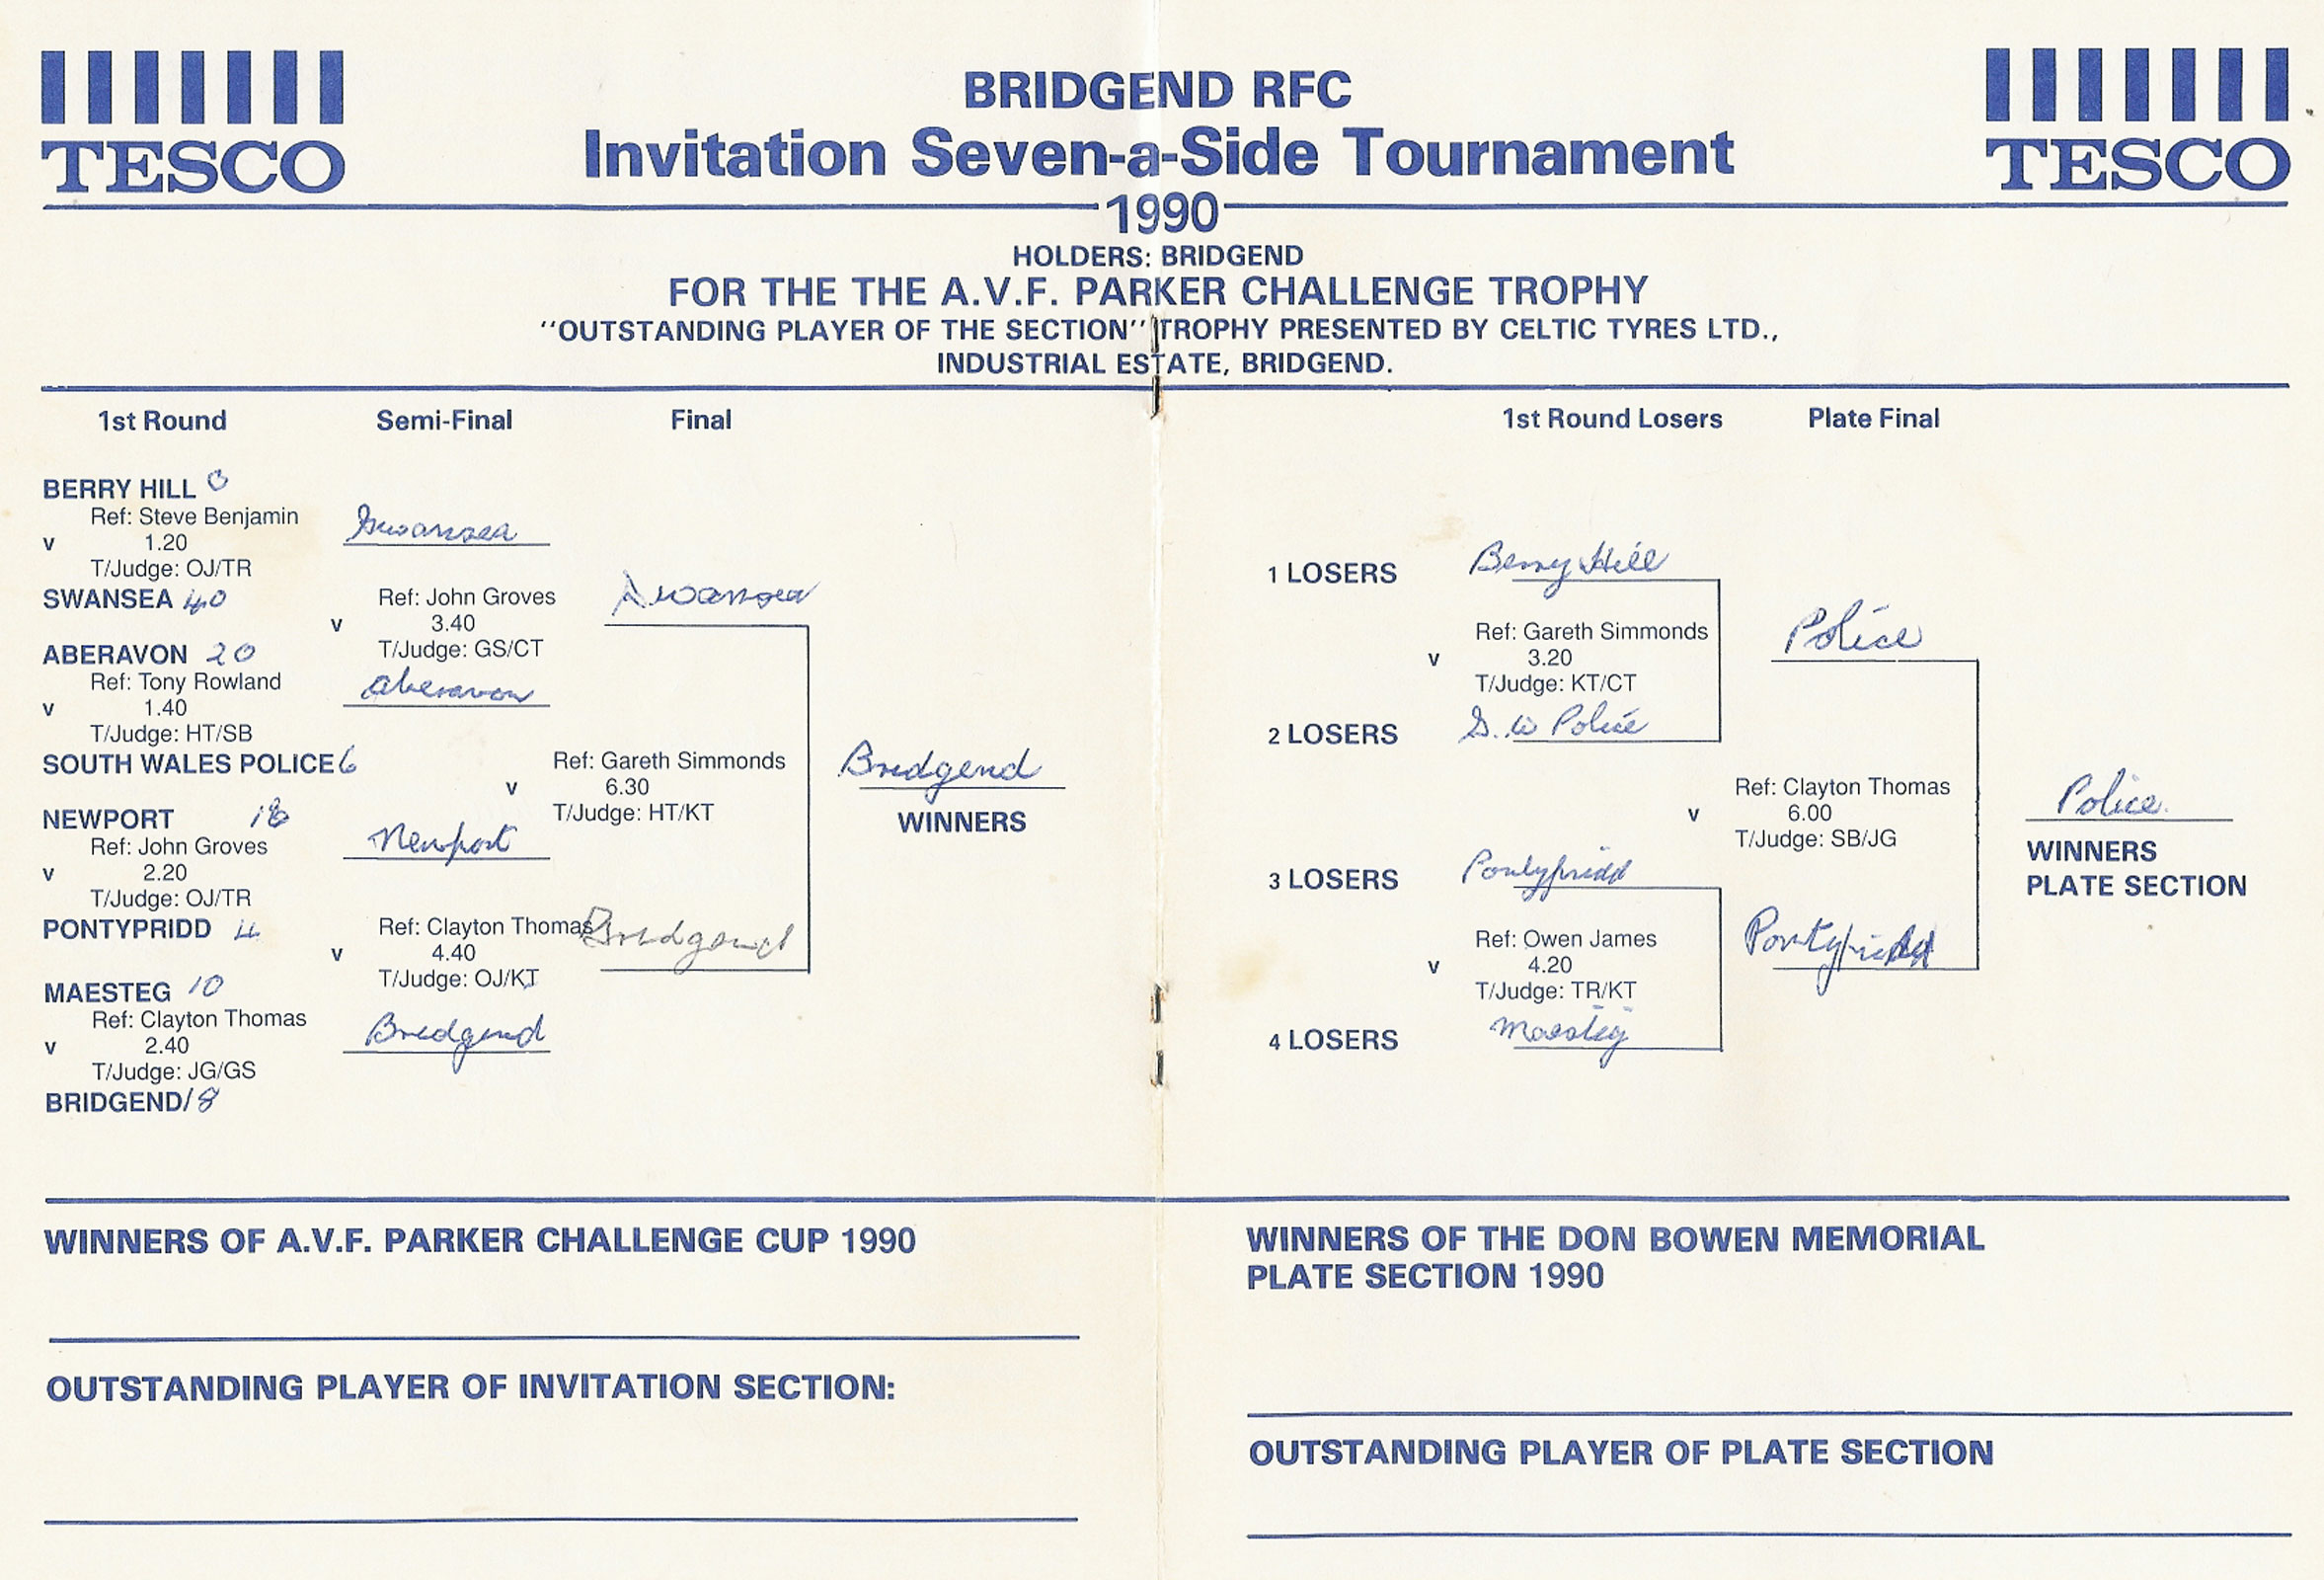 TESCO
BRIDGEND RFC
Invitation Seven-a-Side Tournament
1990
TESCO
HOLDERS: BRIDGEND
FOR THE THE A.V.F. PARKER CHALLENGE TROPHY
"OUTSTANDING PLAYER OF THE SECTION" TROPHY PRESENTED BY CELTIC TYRES LTD.,
INDUSTRIAL ESTATE, BRIDGEND.
1st Round
Semi-Final
Final
BERRY HILL 0
Ref: Steve Benjamin
v 1.20
T/Judge: OJ/TR
SWANSEA 40
ABERAVON 20
Ref: Tony Rowland
v 1.40
T/Judge: HT/SB
SOUTH WALES POLICE 6
NEWPORT 18
Ref: John Groves
v 2.20
T/Judge: OJ/TR
PONTYPRIDD 4
MAESTEG 10
Ref: Clayton Thomas
v 2.40
T/Judge: JG/GS
BRIDGEND 18
Swansea
Ref: John Groves
v 3.40
T/Judge: GS/CT
Aberavon
Newport
Ref: Clayton Thomas
v 4.40
T/Judge: OJ/KT
Bridgend
Swansea
Ref: Gareth Simmonds
v 6.30
T/Judge: HT/KT
Bridgend
Bridgend
WINNERS
1st Round Losers
Plate Final
1 LOSERS Berry Hill
Ref: Gareth Simmonds
v 3.20
T/Judge: KT/CT
2 LOSERS S. W Police
3 LOSERS Pontypridd
Ref: Owen James
v 4.20
T/Judge: TR/KT
4 LOSERS Maesteg
Police
Ref: Clayton Thomas
v 6.00
T/Judge: SB/JG
Pontypridd
Police
WINNERS
PLATE SECTION
WINNERS OF A.V.F. PARKER CHALLENGE CUP 1990
OUTSTANDING PLAYER OF INVITATION SECTION:
WINNERS OF THE DON BOWEN MEMORIAL
PLATE SECTION 1990
OUTSTANDING PLAYER OF PLATE SECTION